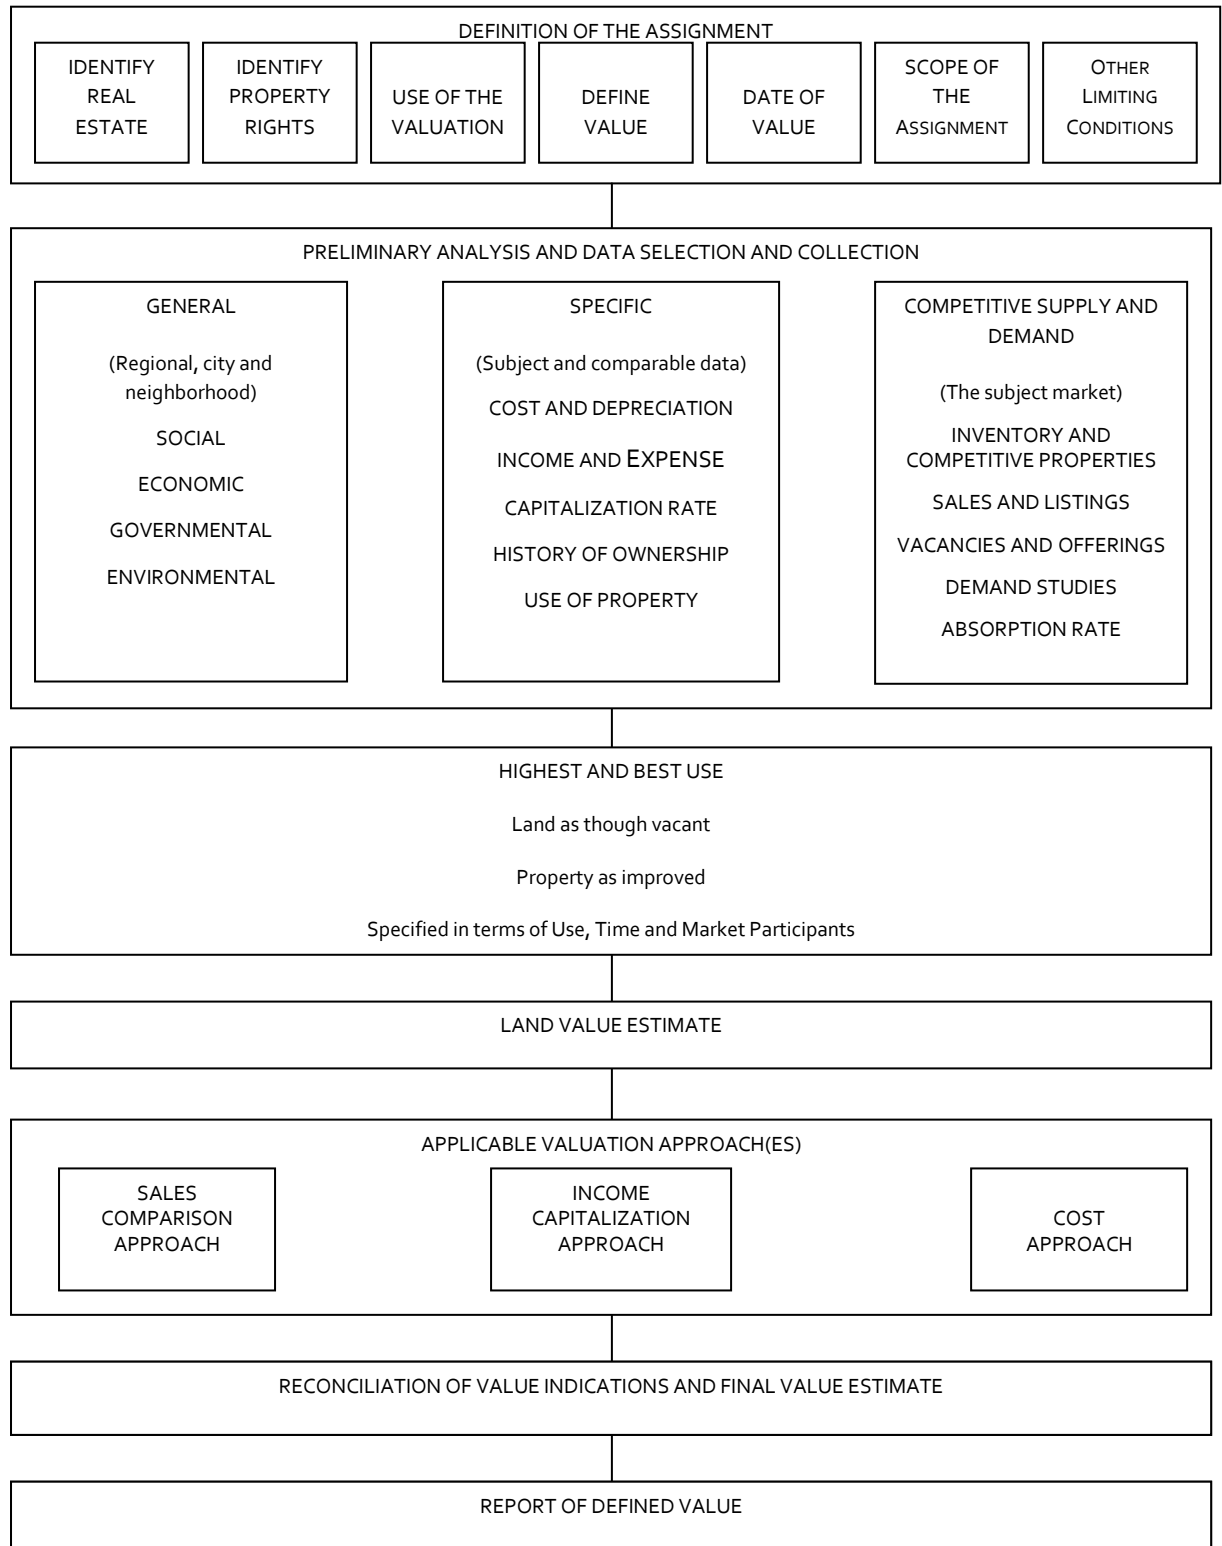 DEFINITION OF THE ASSIGNMENT
IDENTIFY
REAL
ESTATE
IDENTIFY
PROPERTY
RIGHTS
USE OF THE
VALUATION
DEFINE
VALUE
DATE OF
VALUE
SCOPE OF
THE
ASSIGNMENT
OTHER
LIMITING
CONDITIONS
PRELIMINARY ANALYSIS AND DATA SELECTION AND COLLECTION
GENERAL
(Regional, city and
neighborhood)
SOCIAL
ECONOMIC
GOVERNMENTAL
ENVIRONMENTAL
SPECIFIC
(Subject and comparable data)
COST AND DEPRECIATION
INCOME AND EXPENSE
CAPITALIZATION RATE
HISTORY OF OWNERSHIP
USE OF PROPERTY
COMPETITIVE SUPPLY AND
DEMAND
(The subject market)
INVENTORY AND
COMPETITIVE PROPERTIES
SALES AND LISTINGS
VACANCIES AND OFFERINGS
DEMAND STUDIES
ABSORPTION RATE
HIGHEST AND BEST USE
Land as though vacant
Property as improved
Specified in terms of Use, Time and Market Participants
LAND VALUE ESTIMATE
APPLICABLE VALUATION APPROACH(ES)
SALES
COMPARISON
APPROACH
INCOME
CAPITALIZATION
APPROACH
COST
APPROACH
RECONCILIATION OF VALUE INDICATIONS AND FINAL VALUE ESTIMATE
REPORT OF DEFINED VALUE